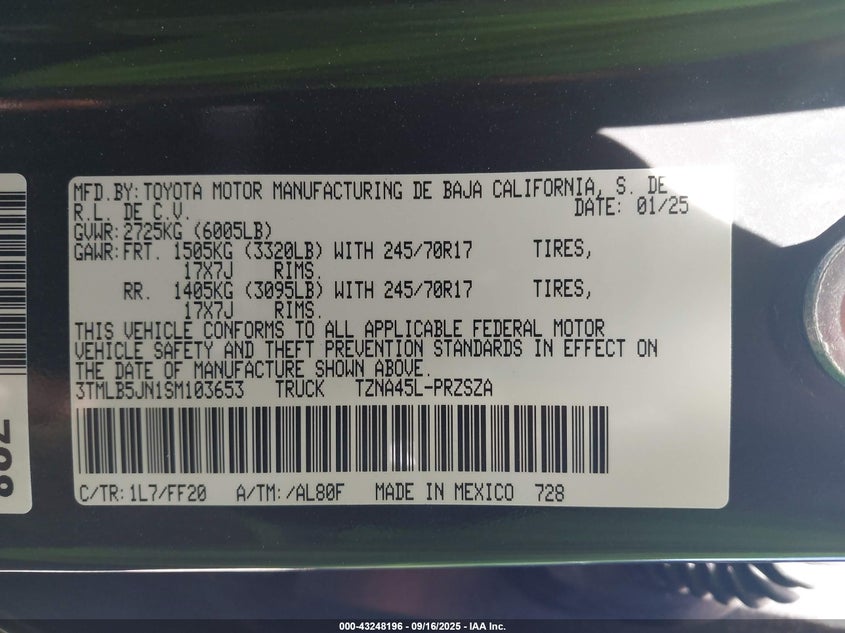 MFD.BY:TOYOTA MOTOR MANUFACTURING DE BAJA CALIFORNIA, S. DE
R.L. DE C.V. DATE: 01/25
GVWR:2725KG (6005LB)
GAWR:FRT. 1505KG (3320LB) WITH 245/70R17 TIRES,
17X7J RIMS.
RR. 1405KG (3095LB) WITH 245/70R17 TIRES,
17X7J RIMS.
THIS VEHICLE CONFORMS TO ALL APPLICABLE FEDERAL MOTOR
VEHICLE SAFETY AND THEFT PREVENTION STANDARDS IN EFFECT ON
THE DATE OF MANUFACTURE SHOWN ABOVE.
3TMLB5JN1SM103653 TRUCK TZNA45L-PRZSZA
C/TR:1L7/FF20 A/TM:/AL80F MADE IN MEXICO 728
000-43248196 - 09/16/2025 - IAA Inc.